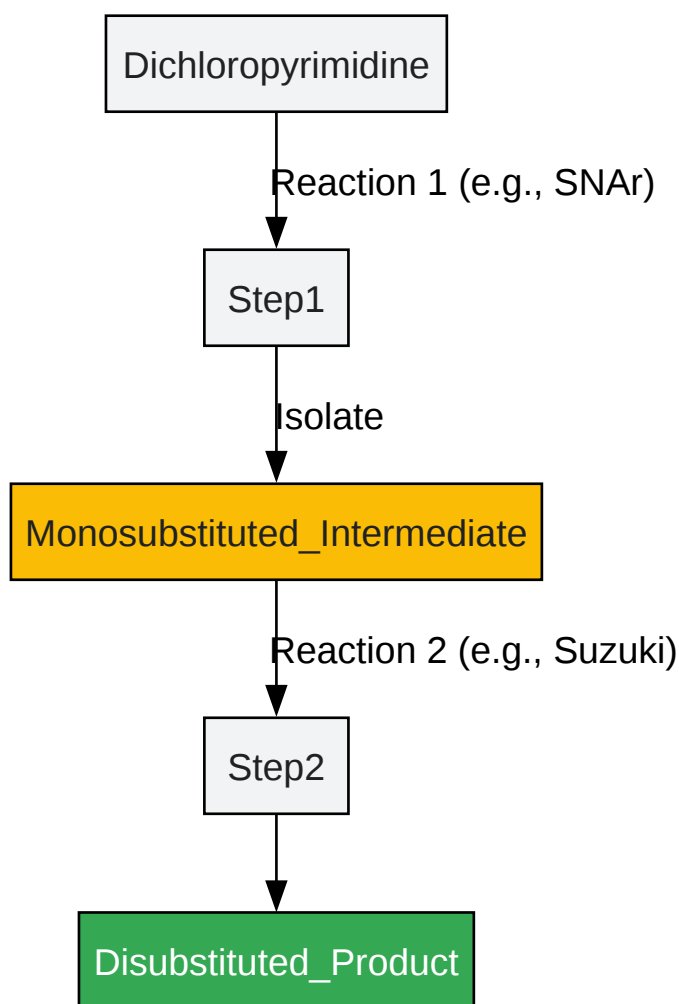 Dichloropyrimidine
Reaction 1 (e.g., SNAr)
Step1
Isolate
Monosubstituted_Intermediate
Reaction 2 (e.g., Suzuki)
Step2
Disubstituted_Product